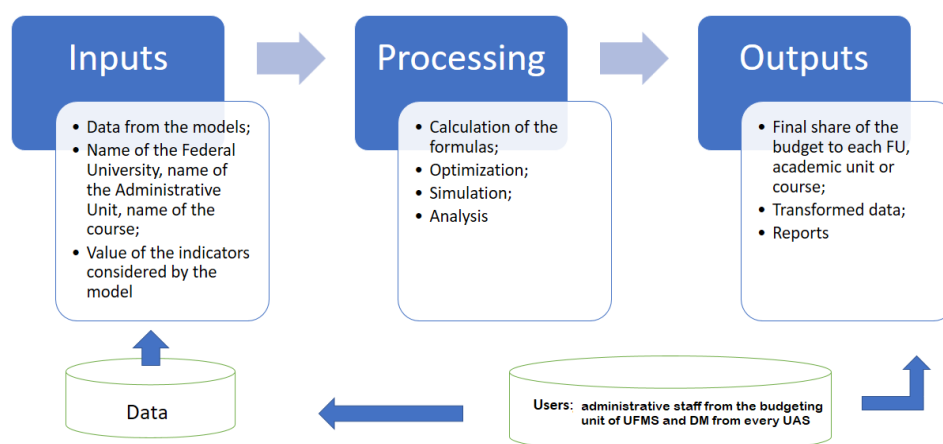 Inputs
Processing
Outputs
• Data from the models;
• Name of the Federal
University, name of
the Administrative
Unit, name of the
course;
• Value of the indicators
considered by the
model
• Calculation of the
formulas;
• Optimization;
• Simulation;
• Analysis
• Final share of the
budget to each FU,
academic unit or
course;
• Transformed data;
• Reports
Data
Users: administrative staff from the budgeting
unit of UFMS and DM from every UAS